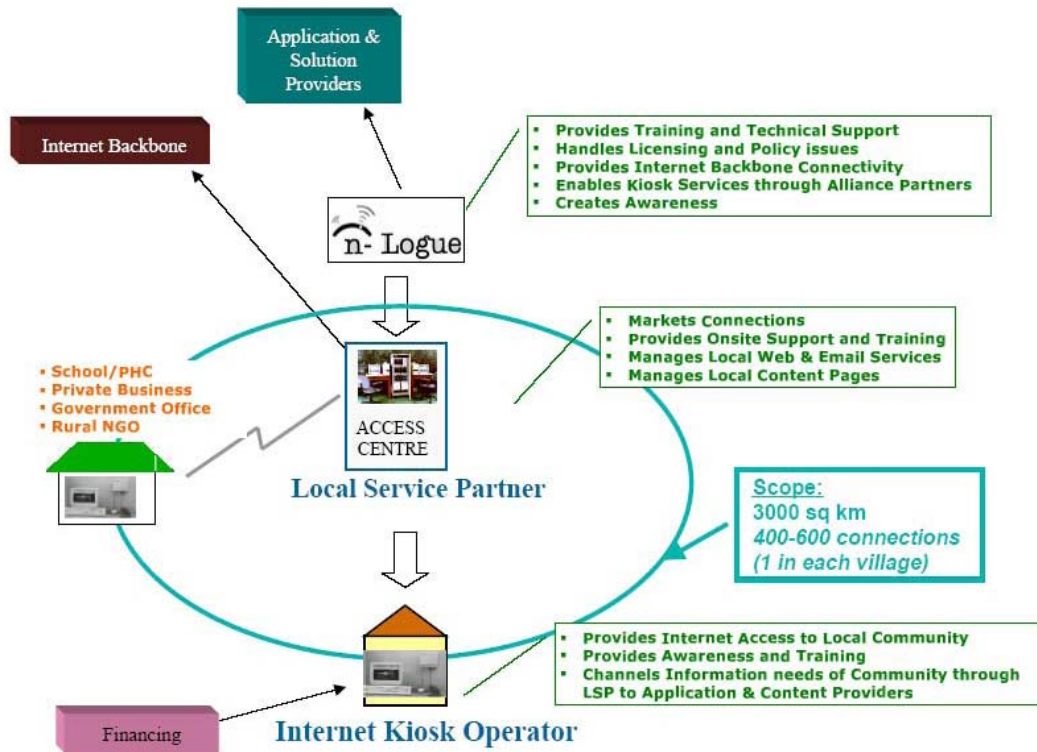 Application &
Solution
Providers
Internet Backbone
▪ Provides Training and Technical Support
▪ Handles Licensing and Policy issues
▪ Provides Internet Backbone Connectivity
▪ Enables Kiosk Services through Alliance Partners
▪ Creates Awareness
n- Logue
▪ Markets Connections
▪ Provides Onsite Support and Training
▪ Manages Local Web & Email Services
▪ Manages Local Content Pages
▪ School/PHC
▪ Private Business
▪ Government Office
▪ Rural NGO
ACCESS
CENTRE
Local Service Partner
Scope:
3000 sq km
400-600 connections
(1 in each village)
▪ Provides Internet Access to Local Community
▪ Provides Awareness and Training
▪ Channels Information needs of Community through
LSP to Application & Content Providers
Financing
Internet Kiosk Operator